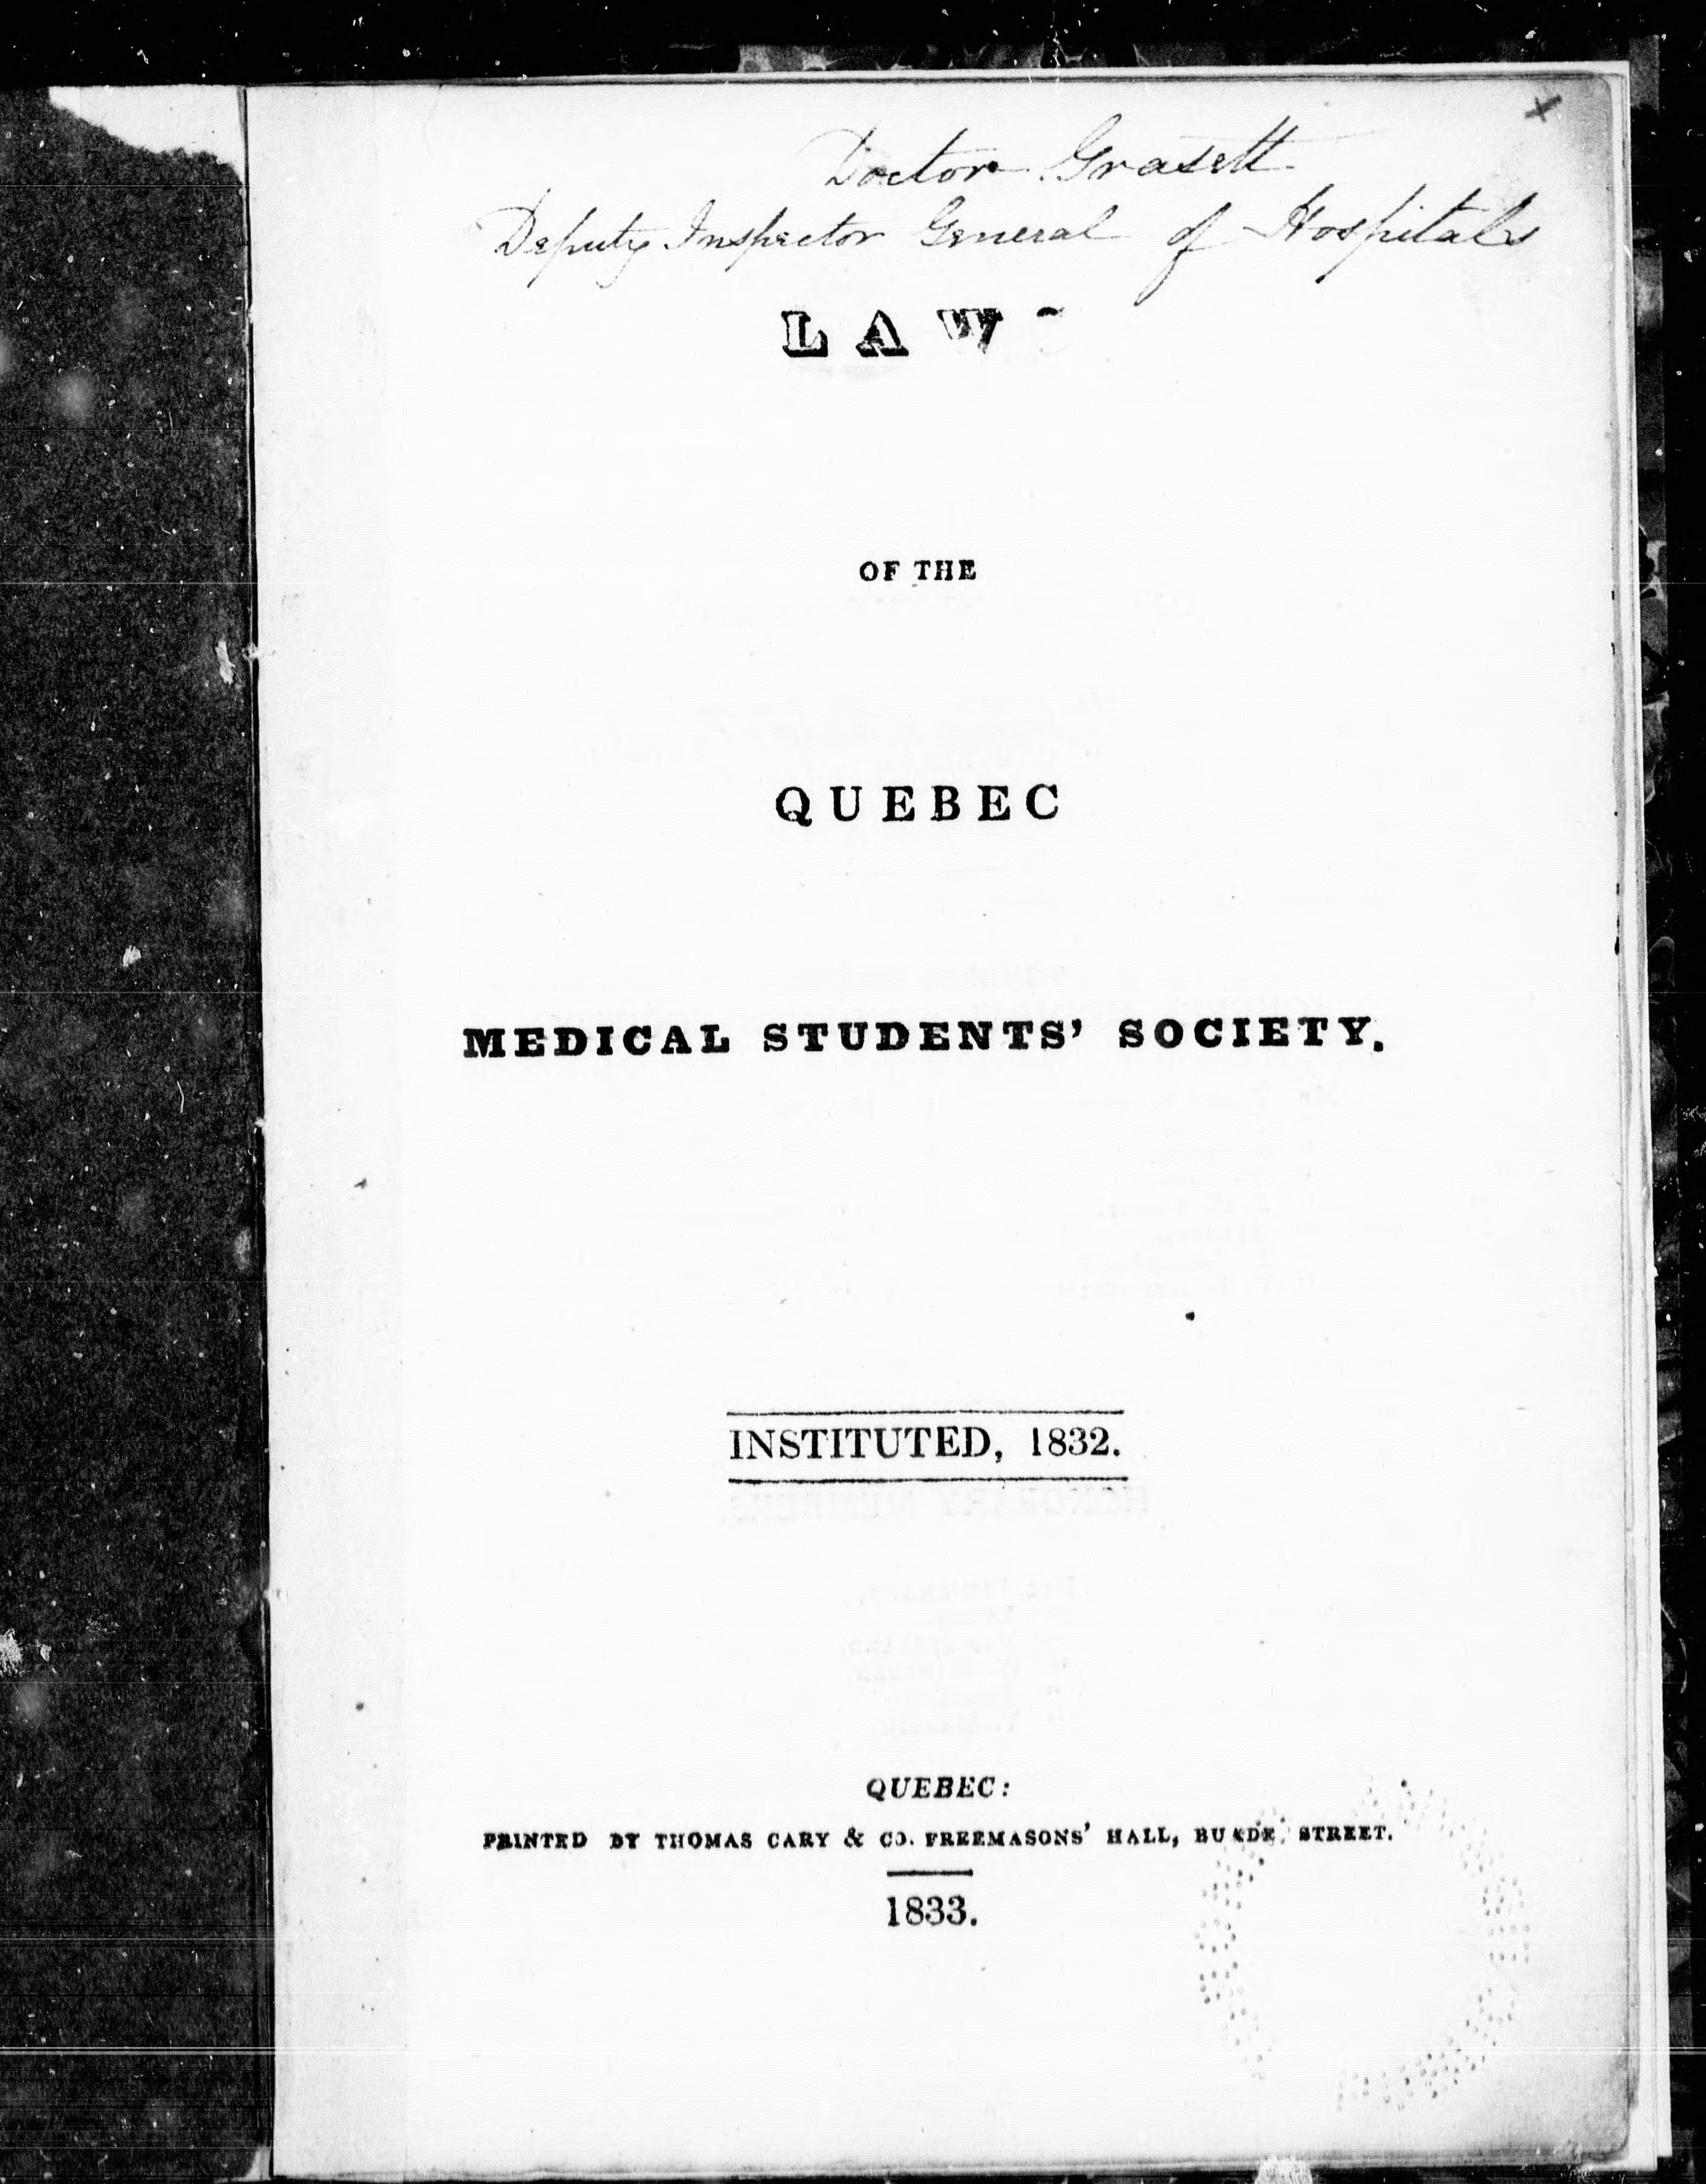 Doctor Grasett
Deputy Inspector General of Hospitals
LAW
OF THE
QUEBEC
MEDICAL STUDENTS' SOCIETY.
INSTITUTED, 1832.
QUEBEC:
PRINTED BY THOMAS CARY & CO. FREEMASONS' HALL, BUADE STREET.
1833.